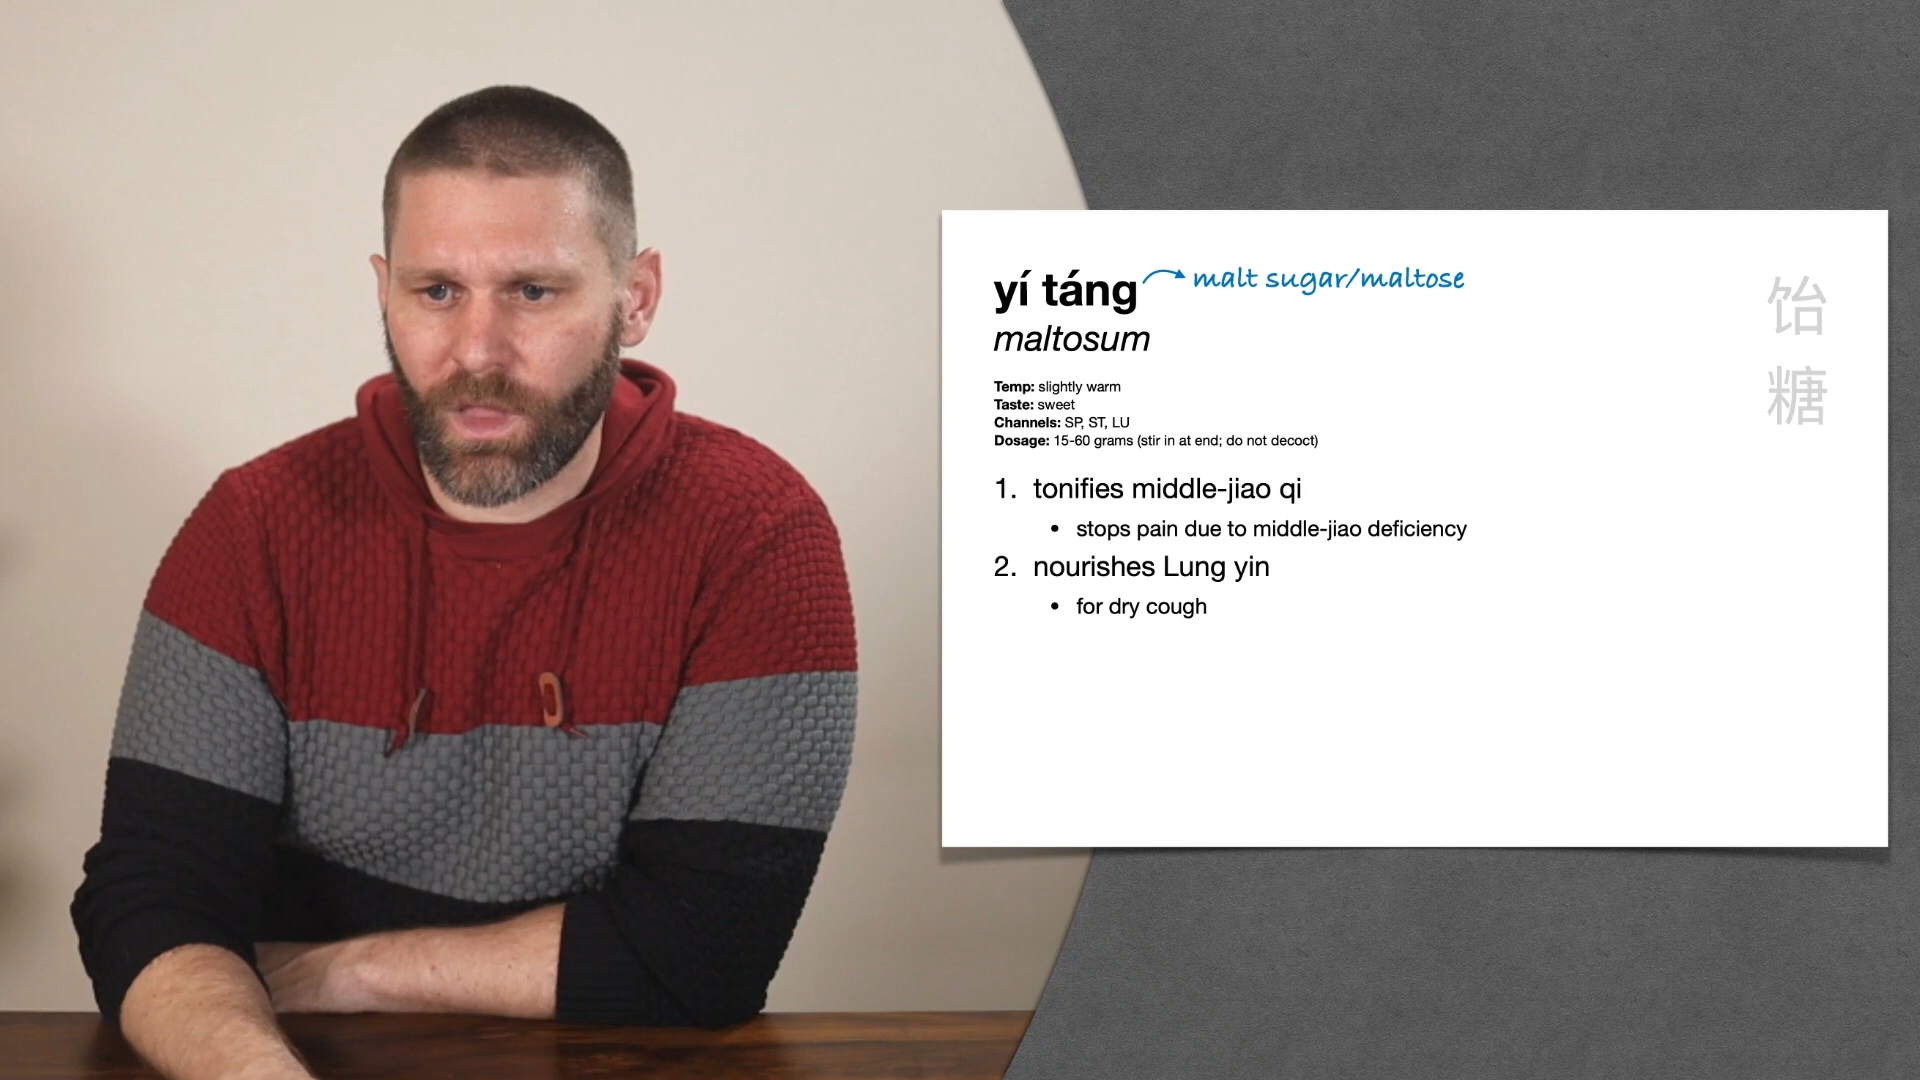 yí táng
malt sugar/maltose
maltosum
饴
糖
Temp: slightly warm
Taste: sweet
Channels: SP, ST, LU
Dosage: 15-60 grams (stir in at end; do not decoct)
1. tonifies middle-jiao qi
• stops pain due to middle-jiao deficiency
2. nourishes Lung yin
• for dry cough